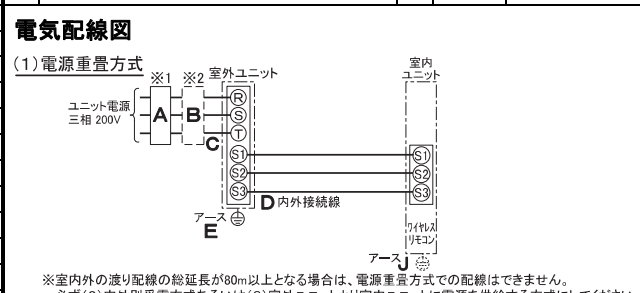 電気配線図
(1)電源重畳方式
※1 ※2 室外ユニット
室内
ユニット
ユニット電源
三相 200V
A
B
C
R
S
T
S1
S2
S3
S1
S2
S3
D 内外接続線
アース
E
ワイヤレス
リモコン
アース J
※室内外の渡り配線の総延長が80m以上となる場合は、電源重畳方式での配線はできません。